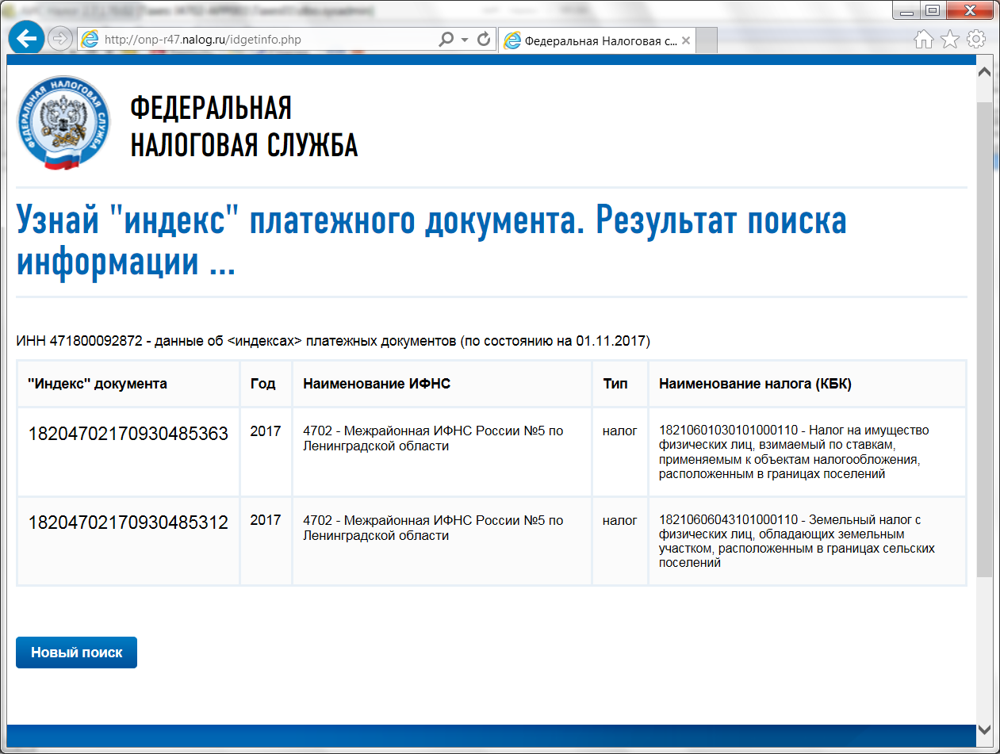 http://onp-r47.nalog.ru/idgetinfo.php
Федеральная Налоговая с...
ФЕДЕРАЛЬНАЯ НАЛОГОВАЯ СЛУЖБА
ФЕДЕРАЛЬНАЯ
НАЛОГОВАЯ СЛУЖБА
Узнай "индекс" платежного документа. Результат поиска
информации ...
ИНН 471800092872 - данные об <индексах> платежных документов (по состоянию на 01.11.2017)
"Индекс" документа Год Наименование ИФНС Тип Наименование налога (КБК)
18204702170930485363 2017 4702 - Межрайонная ИФНС России №5 по налог 18210601030101000110 - Налог на имущество
Ленинградской области физических лиц, взимаемый по ставкам,
применяемым к объектам налогообложения,
расположенным в границах поселений
18204702170930485312 2017 4702 - Межрайонная ИФНС России №5 по налог 18210606043101000110 - Земельный налог с
Ленинградской области физических лиц, обладающих земельным
участком, расположенным в границах сельских
поселений
Новый поиск